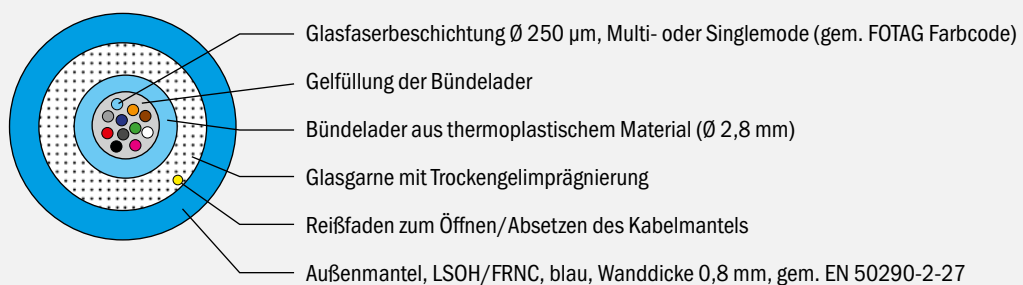 Glasfaserbeschichtung Ø 250 µm, Multi- oder Singlemode (gem. FOTAG Farbcode)
Gelfüllung der Bündelader
Bündelader aus thermoplastischem Material (Ø 2,8 mm)
Glasgarne mit Trockengelimprägnierung
Reißfaden zum Öffnen/Absetzen des Kabelmantels
Außenmantel, LSOH/FRNC, blau, Wanddicke 0,8 mm, gem. EN 50290-2-27